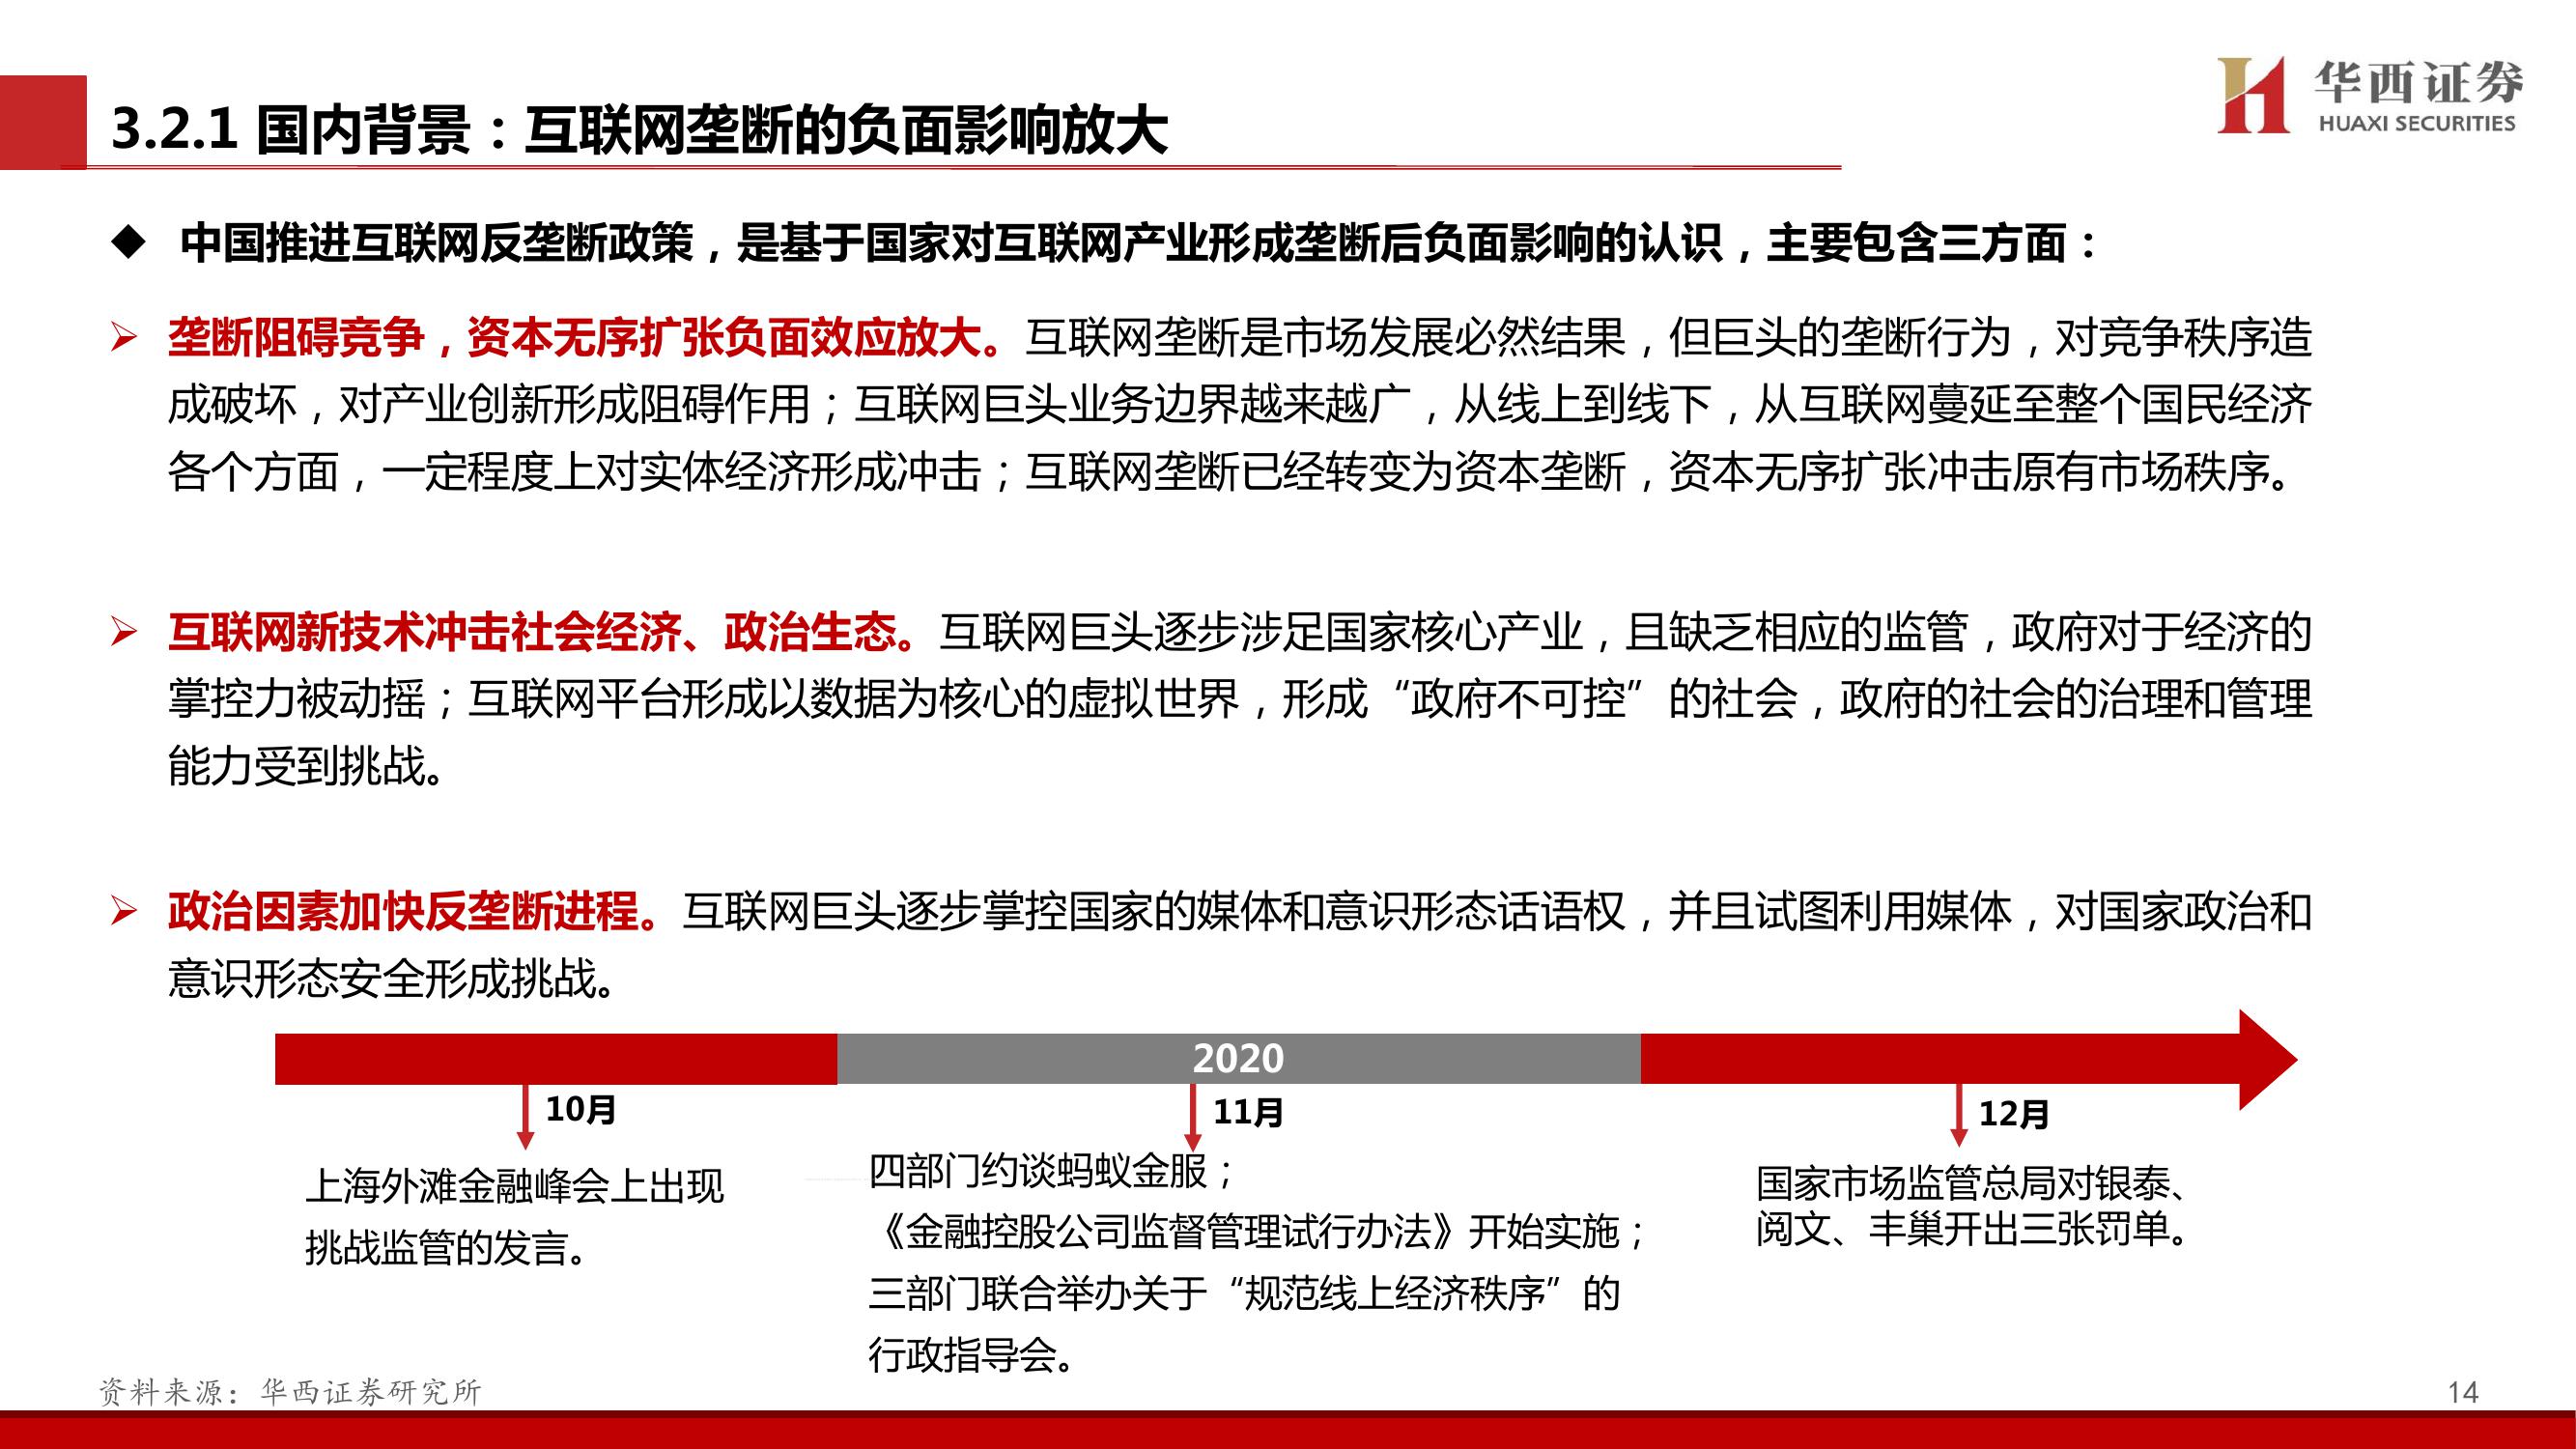 华西证券
HUAXI SECURITIES
3.2.1 国内背景：互联网垄断的负面影响放大
◆ 中国推进互联网反垄断政策，是基于国家对互联网产业形成垄断后负面影响的认识，主要包含三方面：
➢ 垄断阻碍竞争，资本无序扩张负面效应放大。互联网垄断是市场发展必然结果，但巨头的垄断行为，对竞争秩序造
成破坏，对产业创新形成阻碍作用；互联网巨头业务边界越来越广，从线上到线下，从互联网蔓延至整个国民经济
各个方面，一定程度上对实体经济形成冲击；互联网垄断已经转变为资本垄断，资本无序扩张冲击原有市场秩序。
➢ 互联网新技术冲击社会经济、政治生态。互联网巨头逐步涉足国家核心产业，且缺乏相应的监管，政府对于经济的
掌控力被动摇；互联网平台形成以数据为核心的虚拟世界，形成“政府不可控”的社会，政府的社会的治理和管理
能力受到挑战。
➢ 政治因素加快反垄断进程。互联网巨头逐步掌控国家的媒体和意识形态话语权，并且试图利用媒体，对国家政治和
意识形态安全形成挑战。
2020
10月
上海外滩金融峰会上出现
挑战监管的发言。
11月
四部门约谈蚂蚁金服；
《金融控股公司监督管理试行办法》开始实施；
三部门联合举办关于“规范线上经济秩序”的
行政指导会。
12月
国家市场监管总局对银泰、
阅文、丰巢开出三张罚单。
资料来源：华西证券研究所
14